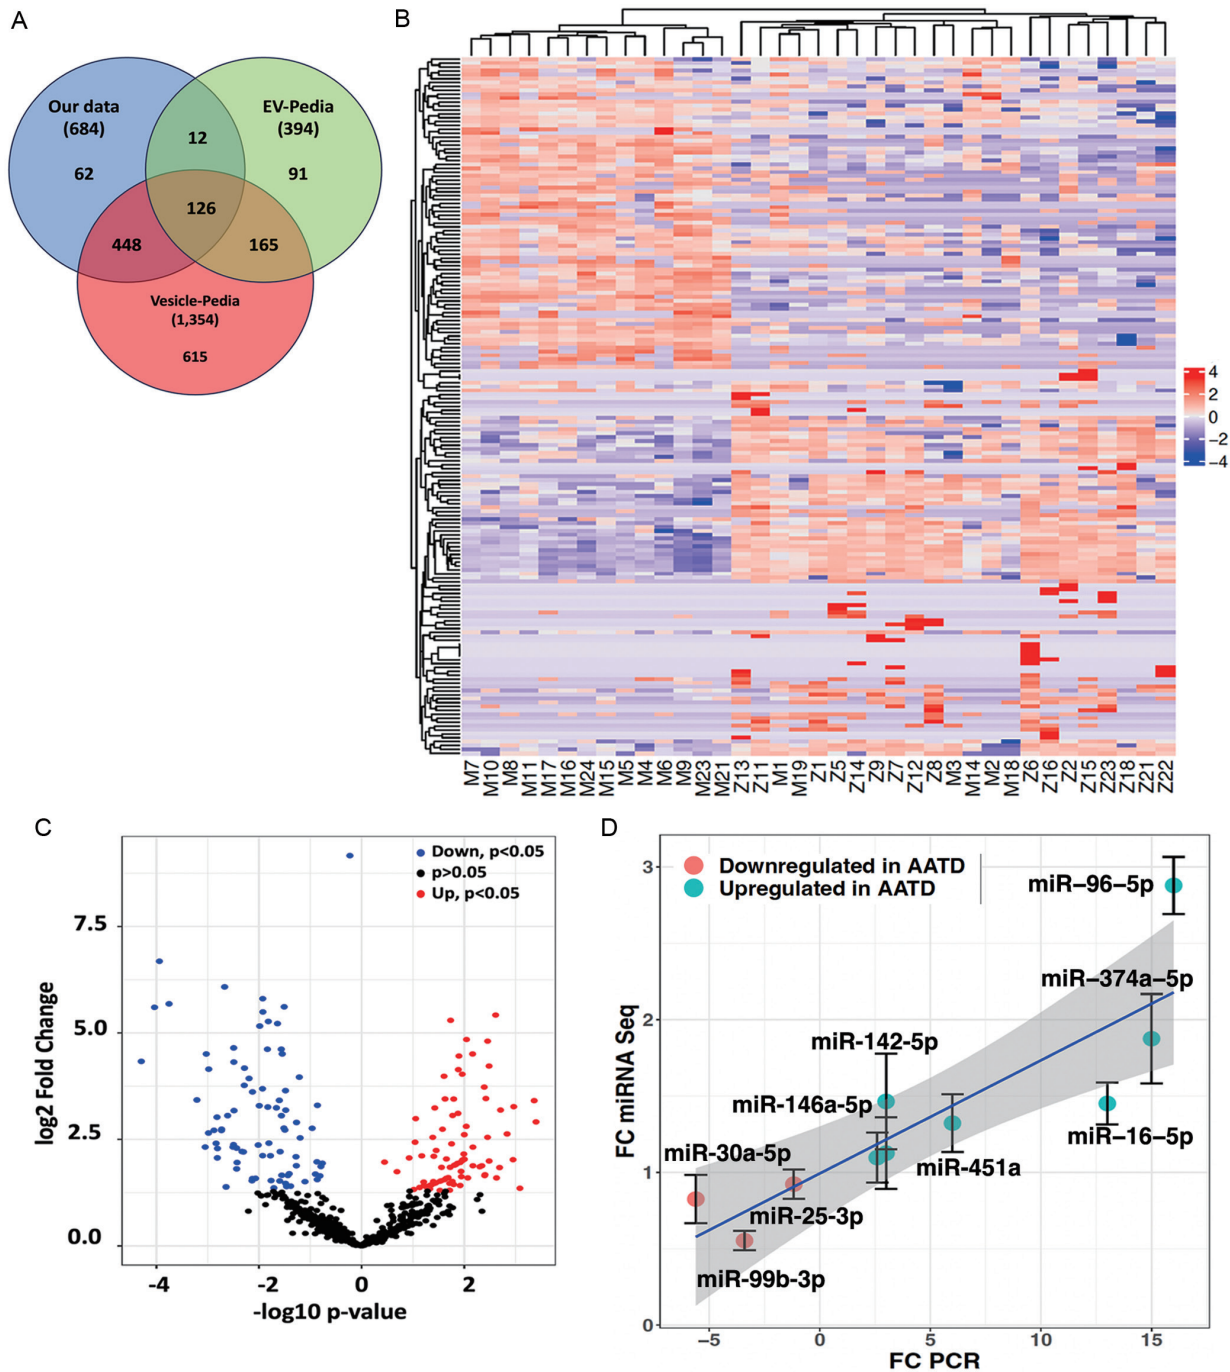 A
Our data
(684)
EV-Pedia
(394)
12
62
91
126
448
165
Vesicle-Pedia
(1,354)
615
B
4
2
0
−2
−4
M7
M10
M8
M11
M17
M16
M24
M15
M5
M4
M6
M9
M23
M21
Z13
Z11
M1
M19
Z1
Z5
Z14
Z9
Z7
Z12
Z8
M3
M14
M2
M18
Z6
Z16
Z2
Z15
Z23
Z18
Z21
Z22
C
Down, p<0.05
p>0.05
Up, p<0.05
7.5
5.0
2.5
0.0
log2 Fold Change
-4
-2
0
2
-log10 p-value
D
Downregulated in AATD
Upregulated in AATD
miR−96−5p
miR−374a−5p
miR-142-5p
miR-146a-5p
miR−16−5p
miR-30a-5p
miR-451a
miR-25-3p
miR-99b-3p
3
2
1
0
FC miRNA Seq
−5
0
5
10
15
FC PCR